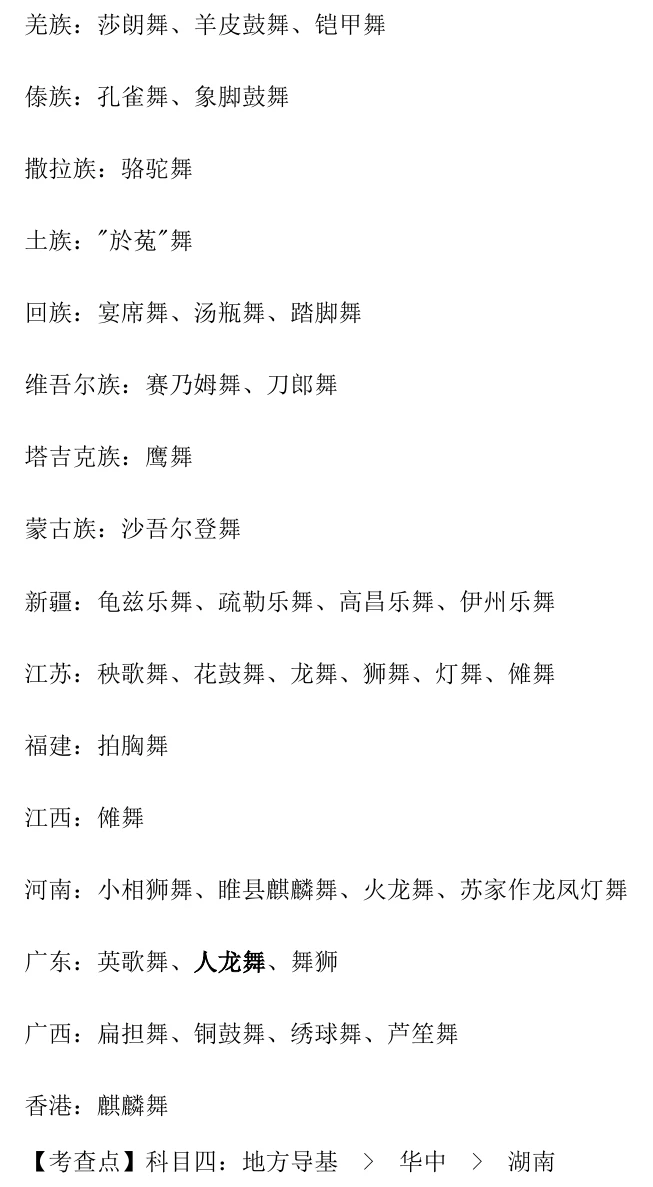 羌族：莎朗舞、羊皮鼓舞、铠甲舞
傣族：孔雀舞、象脚鼓舞
撒拉族：骆驼舞
土族："於菟"舞
回族：宴席舞、汤瓶舞、踏脚舞
维吾尔族：赛乃姆舞、刀郎舞
塔吉克族：鹰舞
蒙古族：沙吾尔登舞
新疆：龟兹乐舞、疏勒乐舞、高昌乐舞、伊州乐舞
江苏：秧歌舞、花鼓舞、龙舞、狮舞、灯舞、傩舞
福建：拍胸舞
江西：傩舞
河南：小相狮舞、睢县麒麟舞、火龙舞、苏家作龙凤灯舞
广东：英歌舞、人龙舞、舞狮
广西：扁担舞、铜鼓舞、绣球舞、芦笙舞
香港：麒麟舞
【考查点】科目四：地方导基 > 华中 > 湖南